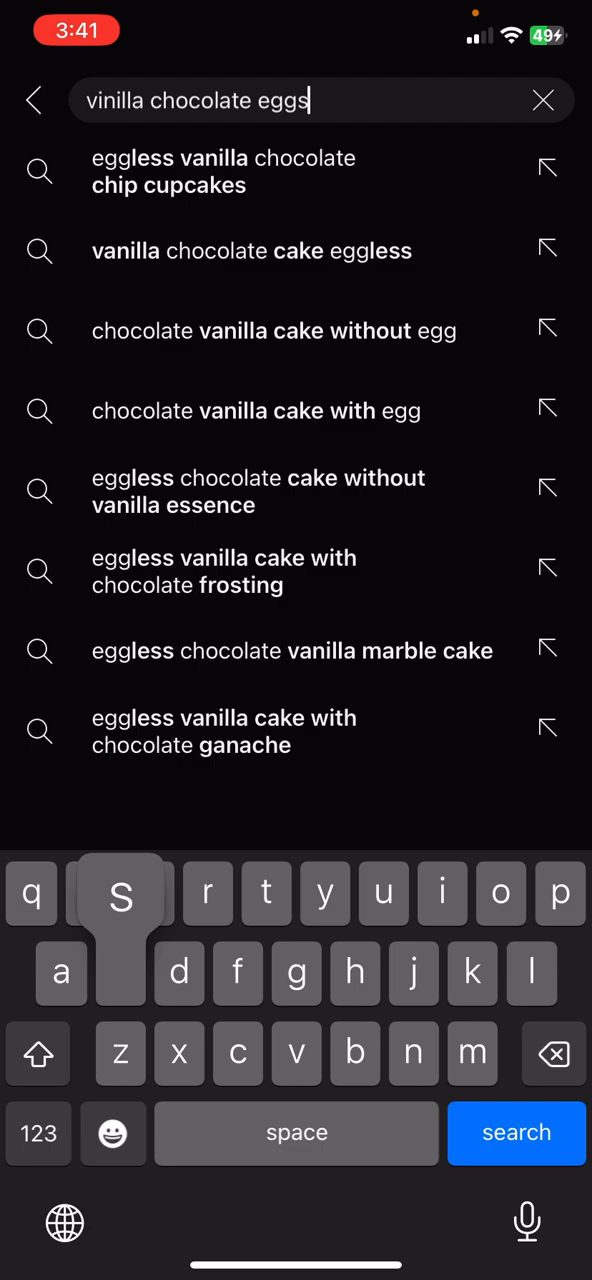 3:41
49
vinilla chocolate eggs
eggless vanilla chocolate
chip cupcakes
vanilla chocolate cake eggless
chocolate vanilla cake without egg
chocolate vanilla cake with egg
eggless chocolate cake without
vanilla essence
eggless vanilla cake with
chocolate frosting
eggless chocolate vanilla marble cake
eggless vanilla cake with
chocolate ganache
q S r t y u i o p
a d f g h j k l
z x c v b n m
123 space search